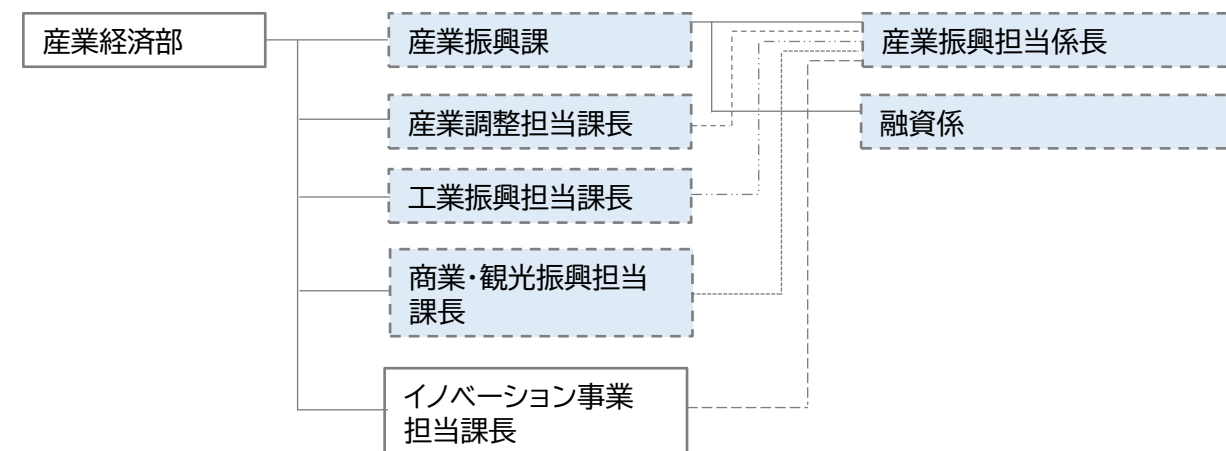 産業経済部
産業振興課
産業振興担当係長
産業調整担当課長
融資係
工業振興担当課長
商業・観光振興担当
課長
イノベーション事業
担当課長